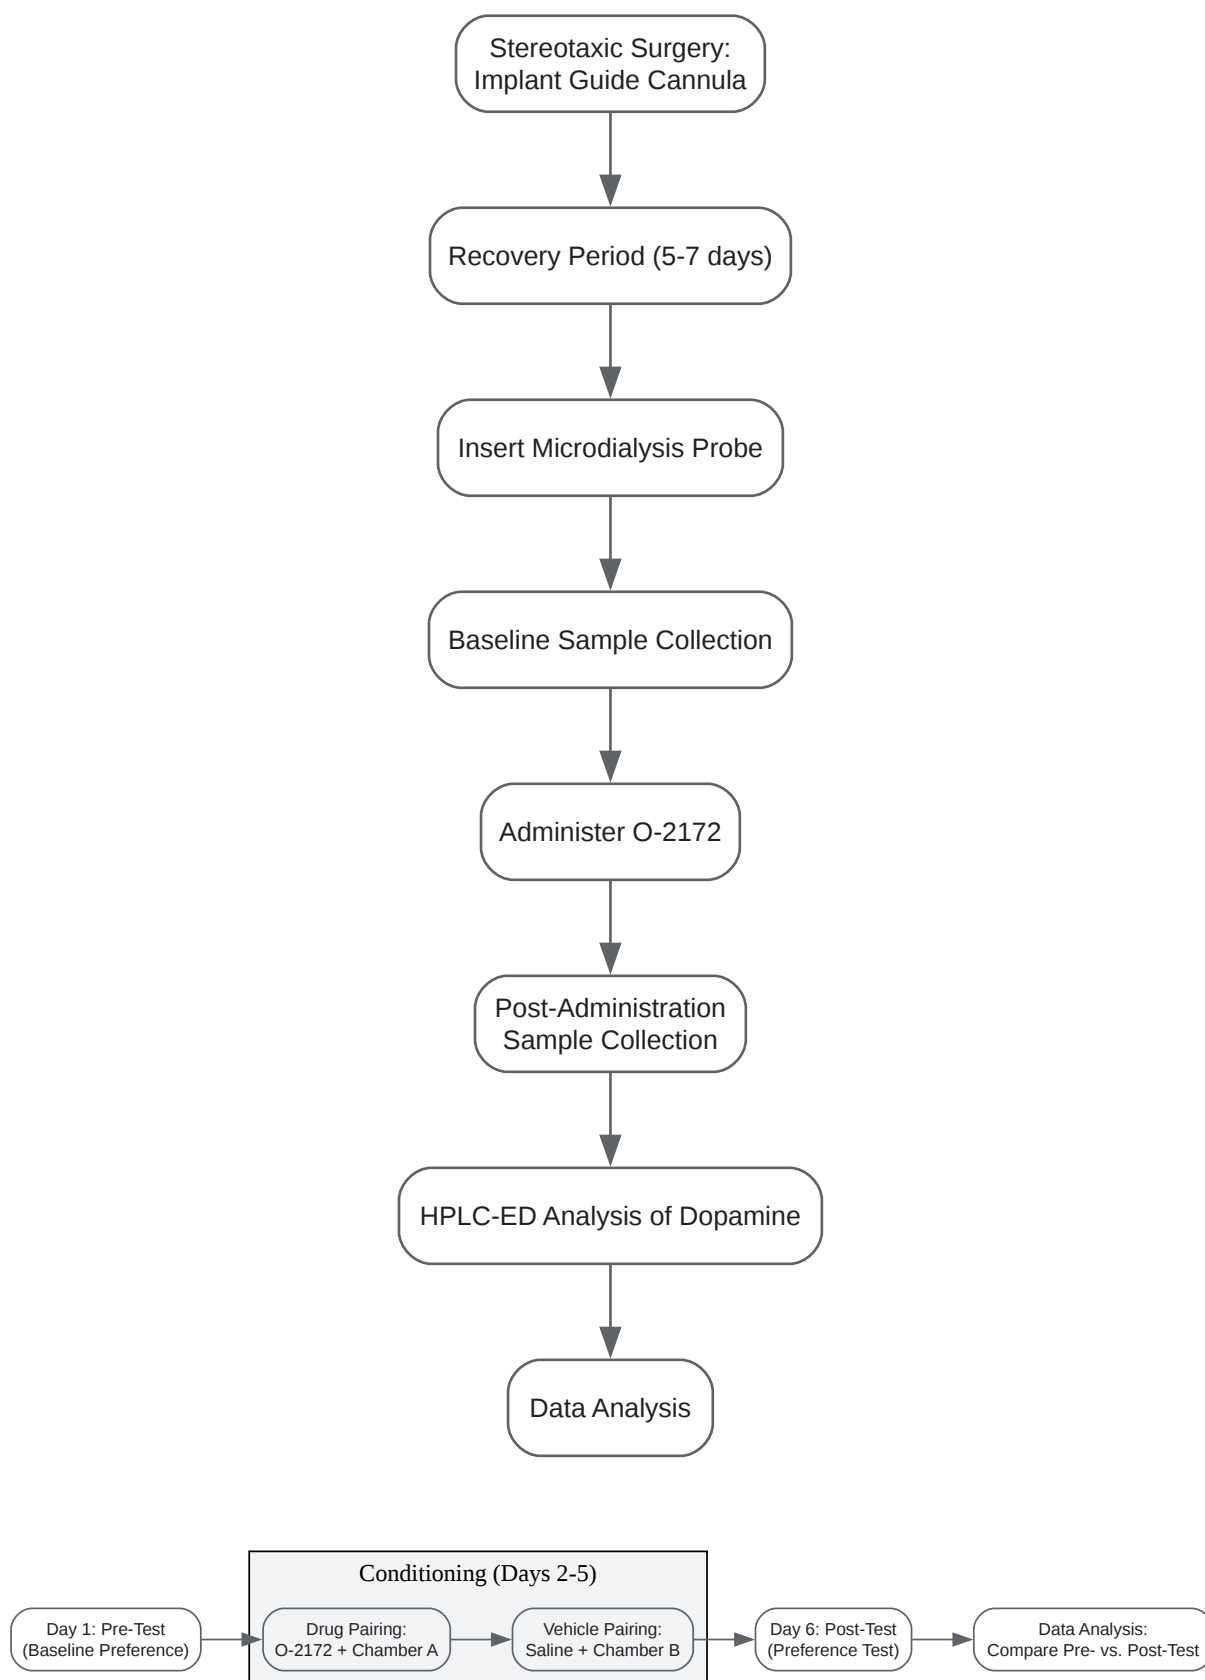 Stereotaxic Surgery:
Implant Guide Cannula
Recovery Period (5-7 days)
Insert Microdialysis Probe
Baseline Sample Collection
Administer O-2172
Post-Administration
Sample Collection
HPLC-ED Analysis of Dopamine
Data Analysis
Conditioning (Days 2-5)
Day 1: Pre-Test
(Baseline Preference)
Drug Pairing:
O-2172 + Chamber A
Vehicle Pairing:
Saline + Chamber B
Day 6: Post-Test
(Preference Test)
Data Analysis:
Compare Pre- vs. Post-Test